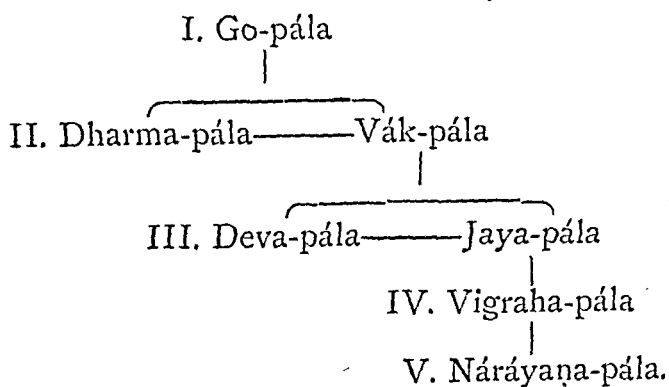 I. Go-pála
II. Dharma-pála——Vák-pála
III. Deva-pála——Jaya-pála
IV. Vigraha-pála
V. Náráyaṇa-pála.